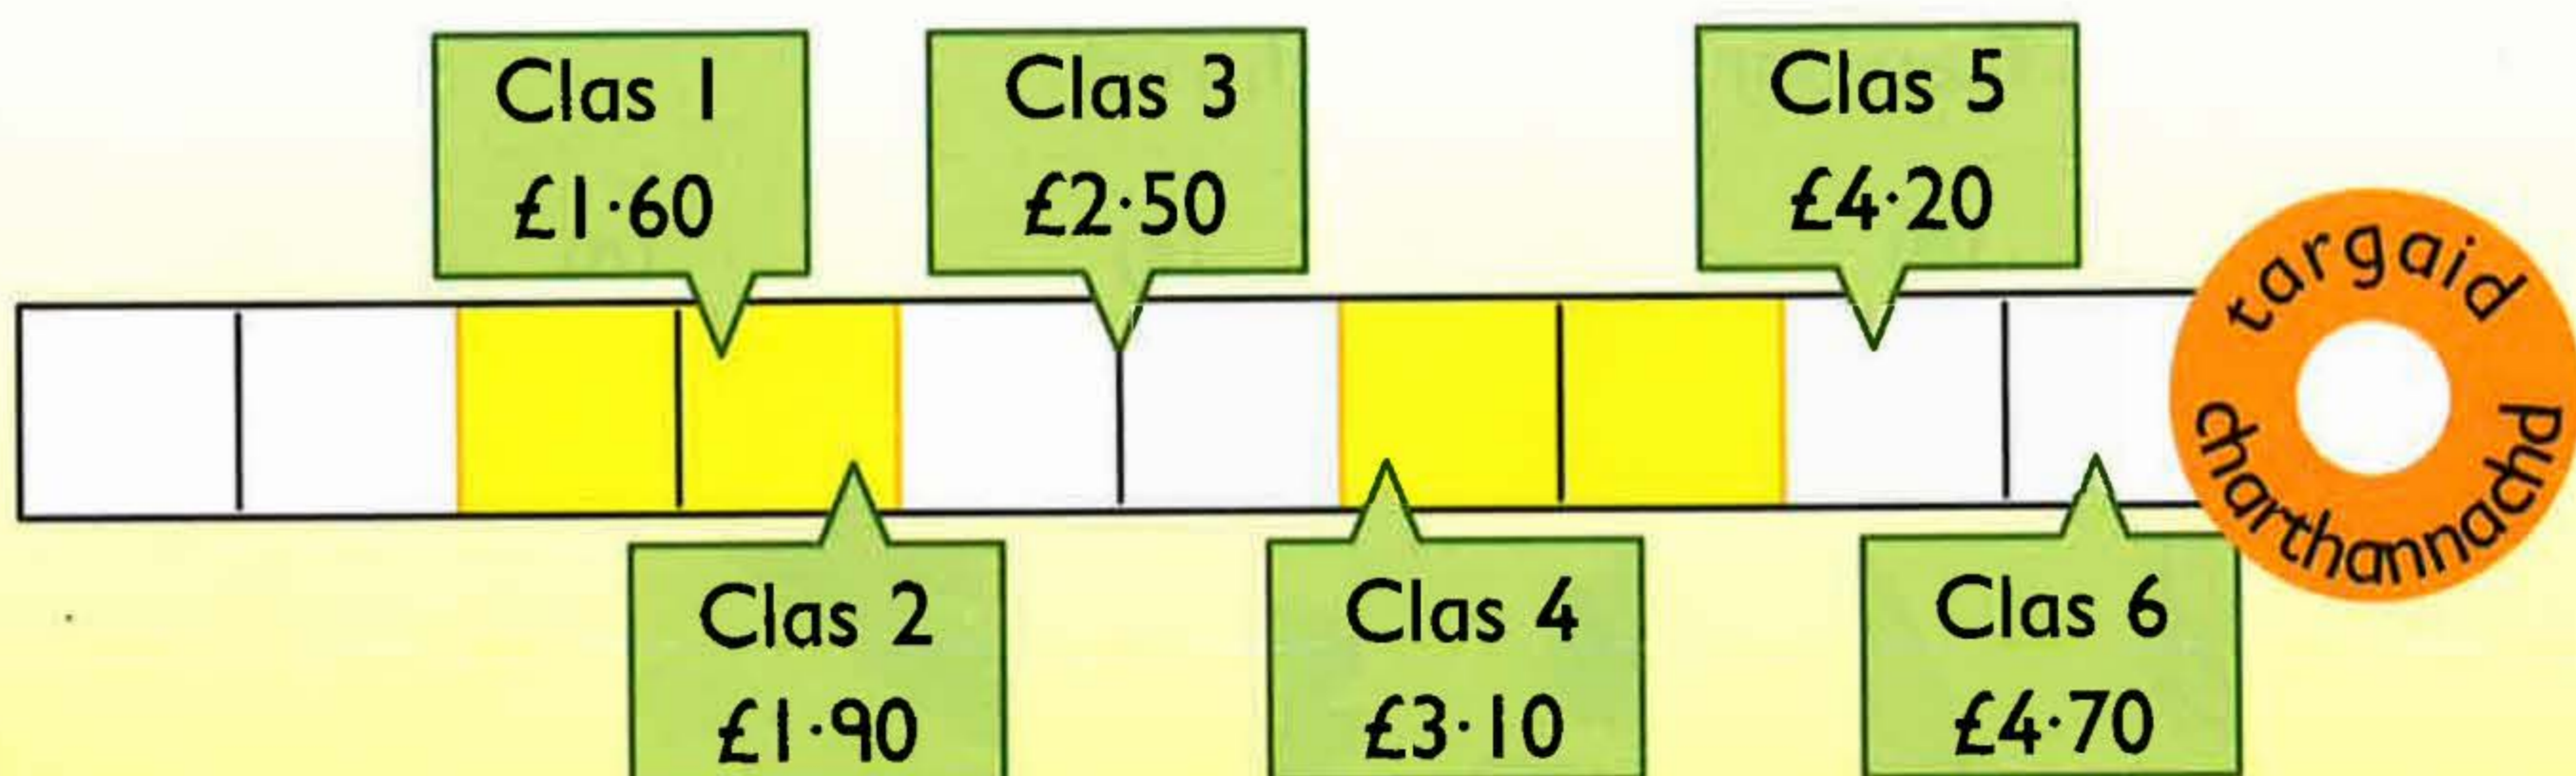 Clas 1
£1·60
Clas 3
£2·50
Clas 5
£4·20
targaid
charthannachd
Clas 2
£1·90
Clas 4
£3·10
Clas 6
£4·70